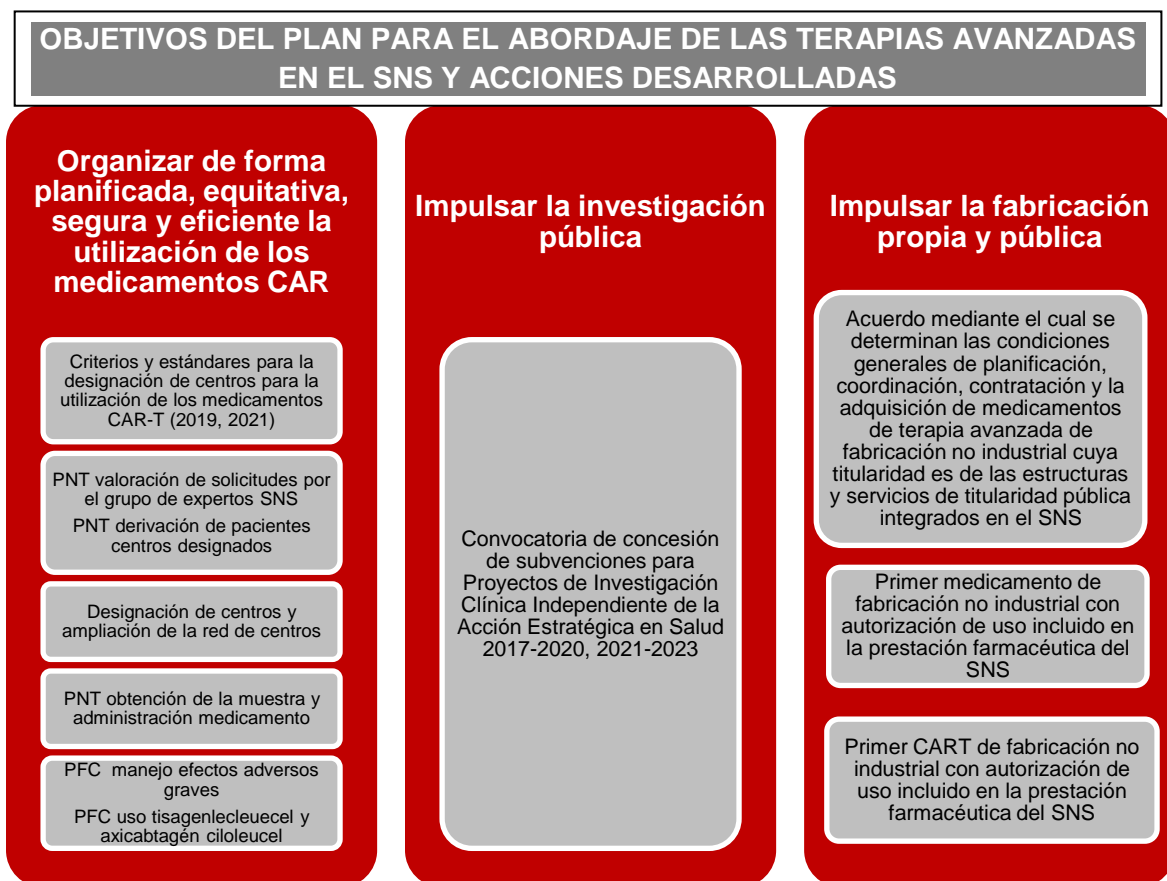 OBJETIVOS DEL PLAN PARA EL ABORDAJE DE LAS TERAPIAS AVANZADAS
EN EL SNS Y ACCIONES DESARROLLADAS
Organizar de forma
planificada, equitativa,
segura y eficiente la
utilización de los
medicamentos CAR
Criterios y estándares para la
designación de centros para la
utilización de los medicamentos
CAR-T (2019, 2021)
PNT valoración de solicitudes por
el grupo de expertos SNS
PNT derivación de pacientes
centros designados
Designación de centros y
ampliación de la red de centros
PNT obtención de la muestra y
administración medicamento
PFC manejo efectos adversos
graves
PFC uso tisagenlecleuecel y
axicabtagén ciloleucel
Impulsar la investigación
pública
Convocatoria de concesión
de subvenciones para
Proyectos de Investigación
Clínica Independiente de la
Acción Estratégica en Salud
2017-2020, 2021-2023
Impulsar la fabricación
propia y pública
Acuerdo mediante el cual se
determinan las condiciones
generales de planificación,
coordinación, contratación y la
adquisición de medicamentos
de terapia avanzada de
fabricación no industrial cuya
titularidad es de las estructuras
y servicios de titularidad pública
integrados en el SNS
Primer medicamento de
fabricación no industrial con
autorización de uso incluido en
la prestación farmacéutica del
SNS
Primer CART de fabricación no
industrial con autorización de
uso incluido en la prestación
farmacéutica del SNS